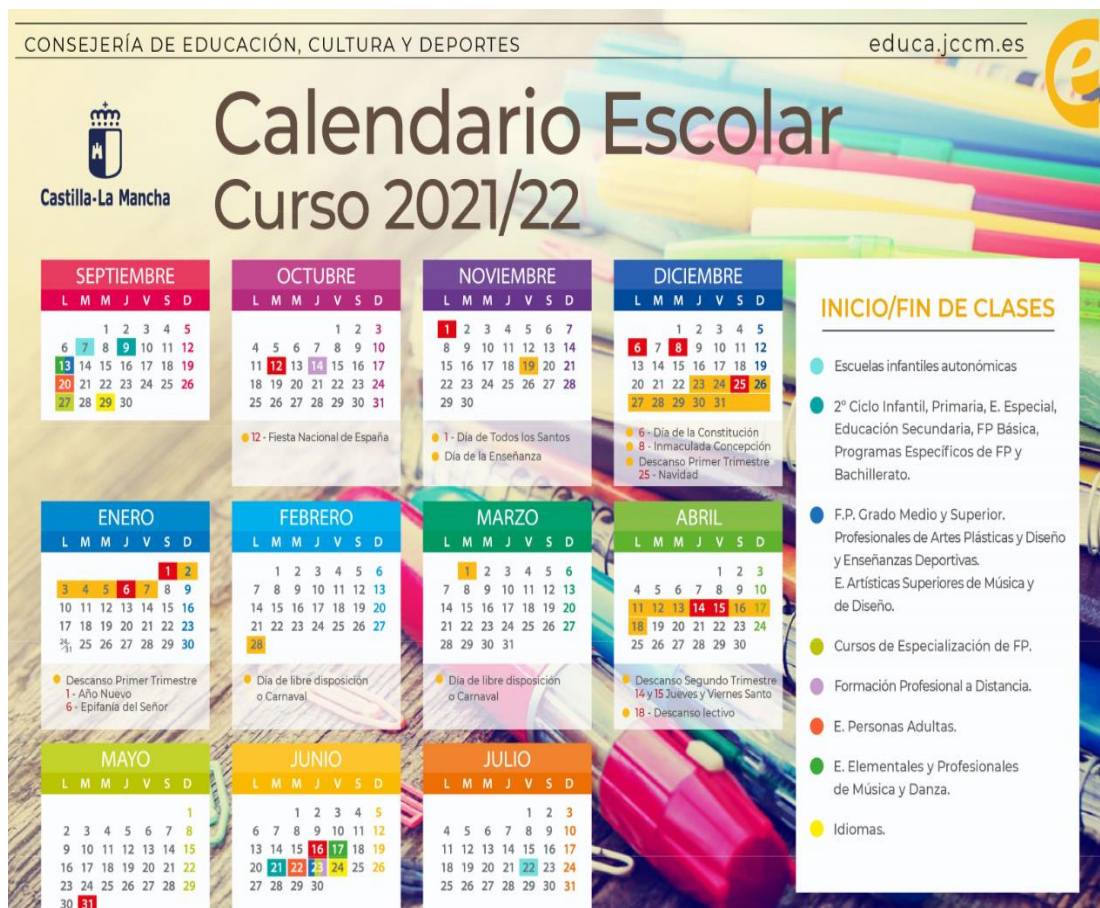 CONSEJERÍA DE EDUCACIÓN, CULTURA Y DEPORTES
educa.jccm.es
e
Castilla-La Mancha
Calendario Escolar
Curso 2021/22
SEPTIEMBRE
L M M J V S D
1 2 3 4 5
6 7 8 9 10 11 12
13 14 15 16 17 18 19
20 21 22 23 24 25 26
27 28 29 30
OCTUBRE
L M M J V S D
1 2 3
4 5 6 7 8 9 10
11 12 13 14 15 16 17
18 19 20 21 22 23 24
25 26 27 28 29 30 31
12 - Fiesta Nacional de España
NOVIEMBRE
L M M J V S D
1 2 3 4 5 6 7
8 9 10 11 12 13 14
15 16 17 18 19 20 21
22 23 24 25 26 27 28
29 30
1 - Día de Todos los Santos
Día de la Enseñanza
DICIEMBRE
L M M J V S D
1 2 3 4 5
6 7 8 9 10 11 12
13 14 15 16 17 18 19
20 21 22 23 24 25 26
27 28 29 30 31
6 - Día de la Constitución
8 - Inmaculada Concepción
Descanso Primer Trimestre
25 - Navidad
ENERO
L M M J V S D
1 2
3 4 5 6 7 8 9
10 11 12 13 14 15 16
17 18 19 20 21 22 23
24/31 25 26 27 28 29 30
Descanso Primer Trimestre
1 - Año Nuevo
6 - Epifanía del Señor
FEBRERO
L M M J V S D
1 2 3 4 5 6
7 8 9 10 11 12 13
14 15 16 17 18 19 20
21 22 23 24 25 26 27
28
Día de libre disposición
o Carnaval
MARZO
L M M J V S D
1 2 3 4 5 6
7 8 9 10 11 12 13
14 15 16 17 18 19 20
21 22 23 24 25 26 27
28 29 30 31
Día de libre disposición
o Carnaval
ABRIL
L M M J V S D
1 2 3
4 5 6 7 8 9 10
11 12 13 14 15 16 17
18 19 20 21 22 23 24
25 26 27 28 29 30
Descanso Segundo Trimestre
14 y 15 Jueves y Viernes Santo
18 - Descanso lectivo
MAYO
L M M J V S D
1
2 3 4 5 6 7 8
9 10 11 12 13 14 15
16 17 18 19 20 21 22
23 24 25 26 27 28 29
30 31
JUNIO
L M M J V S D
1 2 3 4 5
6 7 8 9 10 11 12
13 14 15 16 17 18 19
20 21 22 23 24 25 26
27 28 29 30
JULIO
L M M J V S D
1 2 3
4 5 6 7 8 9 10
11 12 13 14 15 16 17
18 19 20 21 22 23 24
25 26 27 28 29 30 31
INICIO/FIN DE CLASES
Escuelas infantiles autonómicas
2º Ciclo Infantil, Primaria, E. Especial,
Educación Secundaria, FP Básica,
Programas Específicos de FP y
Bachillerato.
F.P. Grado Medio y Superior.
Profesionales de Artes Plásticas y Diseño
y Enseñanzas Deportivas.
E. Artísticas Superiores de Música y
de Diseño.
Cursos de Especialización de FP.
Formación Profesional a Distancia.
E. Personas Adultas.
E. Elementales y Profesionales
de Música y Danza.
Idiomas.